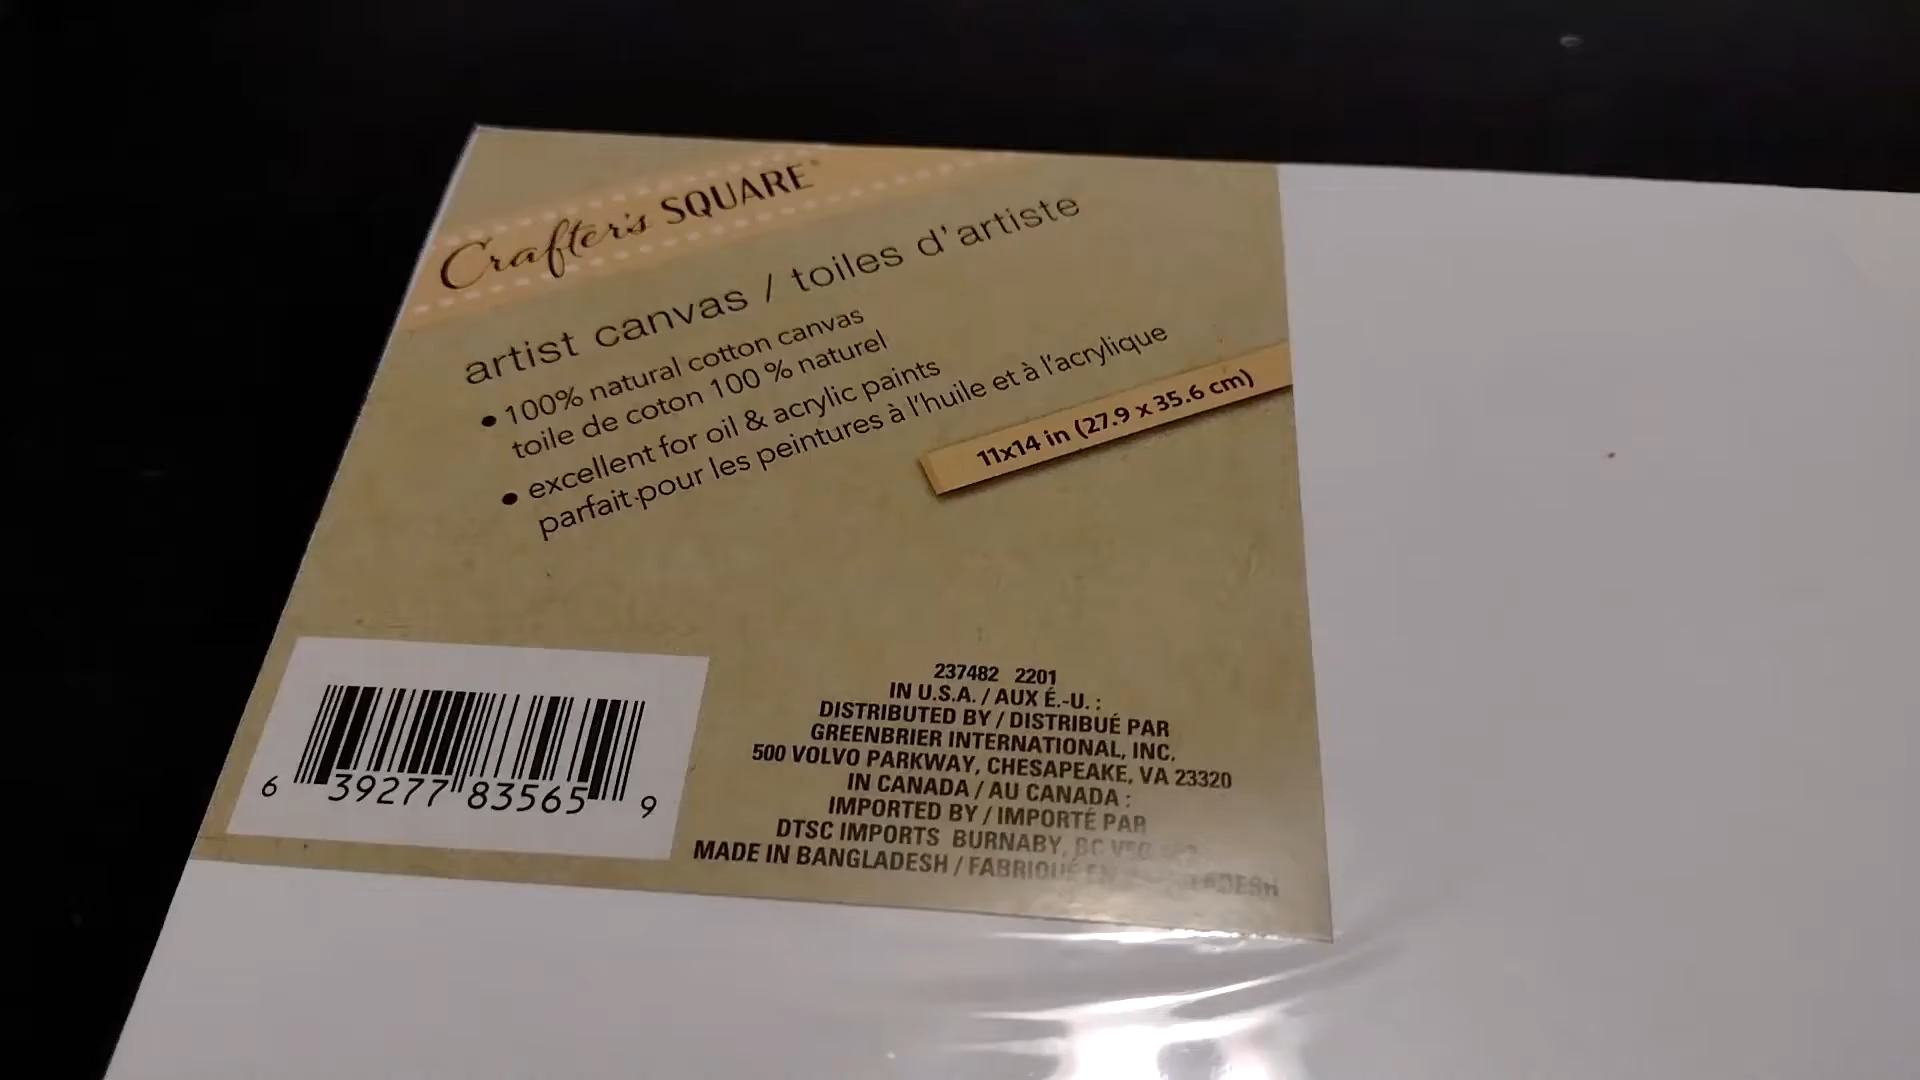 Crafter's SQUARE
artist canvas / toiles d'artiste
• 100% natural cotton canvas
toile de coton 100 % naturel
• excellent for oil & acrylic paints
parfait pour les peintures à l'huile et à l'acrylique
11x14 in (27.9 x 35.6 cm)
6 39277 83565 9
237482 2201
IN U.S.A. / AUX É.-U. :
DISTRIBUTED BY / DISTRIBUÉ PAR
GREENBRIER INTERNATIONAL, INC.
500 VOLVO PARKWAY, CHESAPEAKE, VA 23320
IN CANADA / AU CANADA :
IMPORTED BY / IMPORTÉ PAR
DTSC IMPORTS BURNABY, BC
MADE IN BANGLADESH / FABRIQUÉ EN